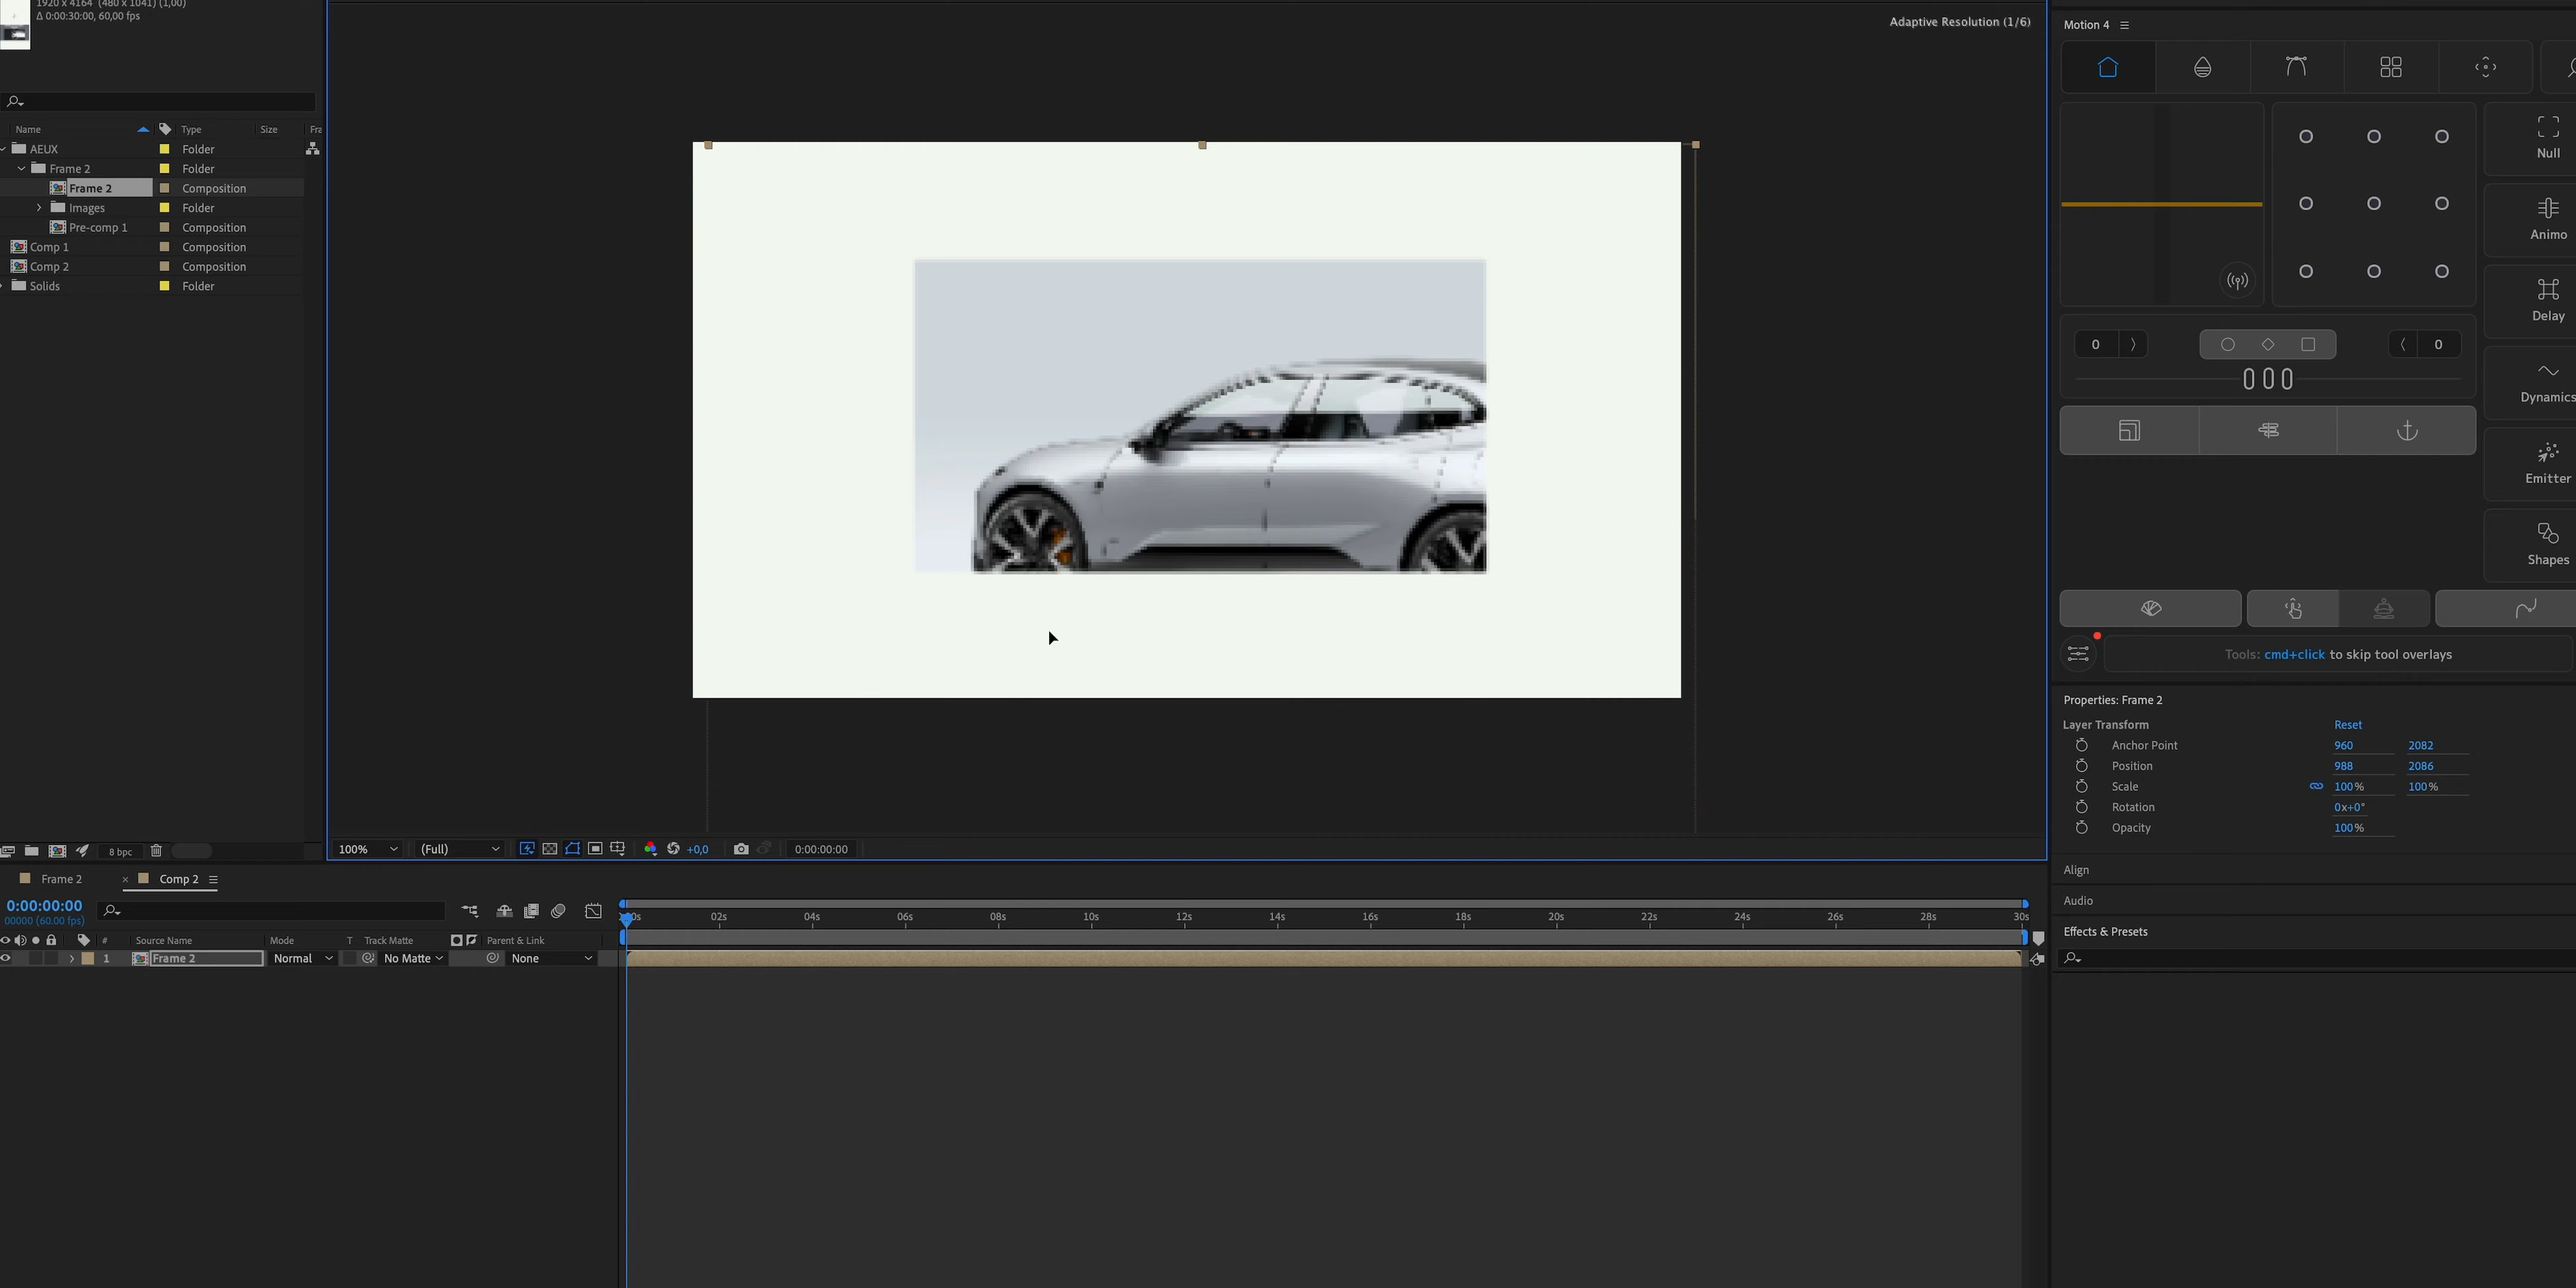 1920 x 4164 (480 x 1041) (1,00)
Δ 0:00:30:00, 60,00 fps
Adaptive Resolution (1/6)
Motion 4
Name Type Size Fra
AEUX Folder
Frame 2 Folder
Frame 2 Composition
Images Folder
Pre-comp 1 Composition
Comp 1 Composition
Comp 2 Composition
Solids Folder
Null
Animo
Delay
Dynamics
Emitter
Shapes
0 0
Tools: cmd+click to skip tool overlays
Properties: Frame 2
Layer Transform Reset
Anchor Point 960 2082
Position 988 2086
Scale 100% 100%
Rotation 0x+0°
Opacity 100%
Align
Audio
Effects & Presets
8 bpc
100% (Full) +0,0 0:00:00:00
Frame 2 Comp 2
0:00:00:00
00000 (60.00 fps)
02s 04s 06s 08s 10s 12s 14s 16s 18s 20s 22s 24s 26s 28s 30s
# Source Name Mode T Track Matte Parent & Link
1 Frame 2 Normal No Matte None